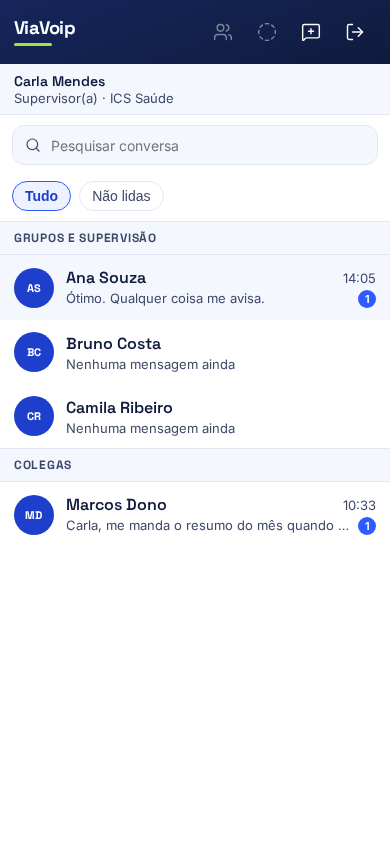 ViaVoip
Carla Mendes
Supervisor(a) · ICS Saúde
Pesquisar conversa
Tudo
Não lidas
GRUPOS E SUPERVISÃO
AS
Ana Souza
14:05
Ótimo. Qualquer coisa me avisa.
1
BC
Bruno Costa
Nenhuma mensagem ainda
CR
Camila Ribeiro
Nenhuma mensagem ainda
COLEGAS
MD
Marcos Dono
10:33
Carla, me manda o resumo do mês quando ...
1